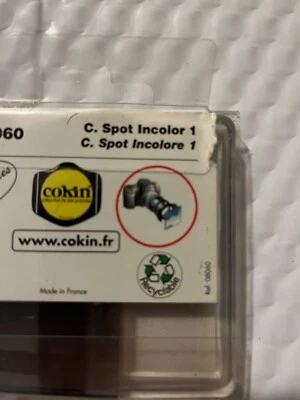 060
C. Spot Incolor 1
C. Spot Incolore 1
cokin
www.cokin.fr
Recyclable
Made in France